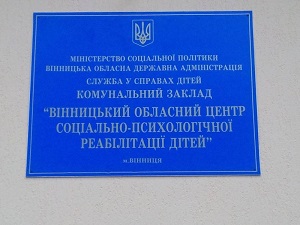 МІНІСТЕРСТВО СОЦІАЛЬНОЇ ПОЛІТИКИ
ВІННИЦЬКА ОБЛАСНА ДЕРЖАВНА АДМІНІСТРАЦІЯ
СЛУЖБА У СПРАВАХ ДІТЕЙ
КОМУНАЛЬНИЙ ЗАКЛАД
“ВІННИЦЬКИЙ ОБЛАСНИЙ ЦЕНТР
СОЦІАЛЬНО-ПСИХОЛОГІЧНОЇ
РЕАБІЛІТАЦІЇ ДІТЕЙ”
м.ВІННИЦЯ